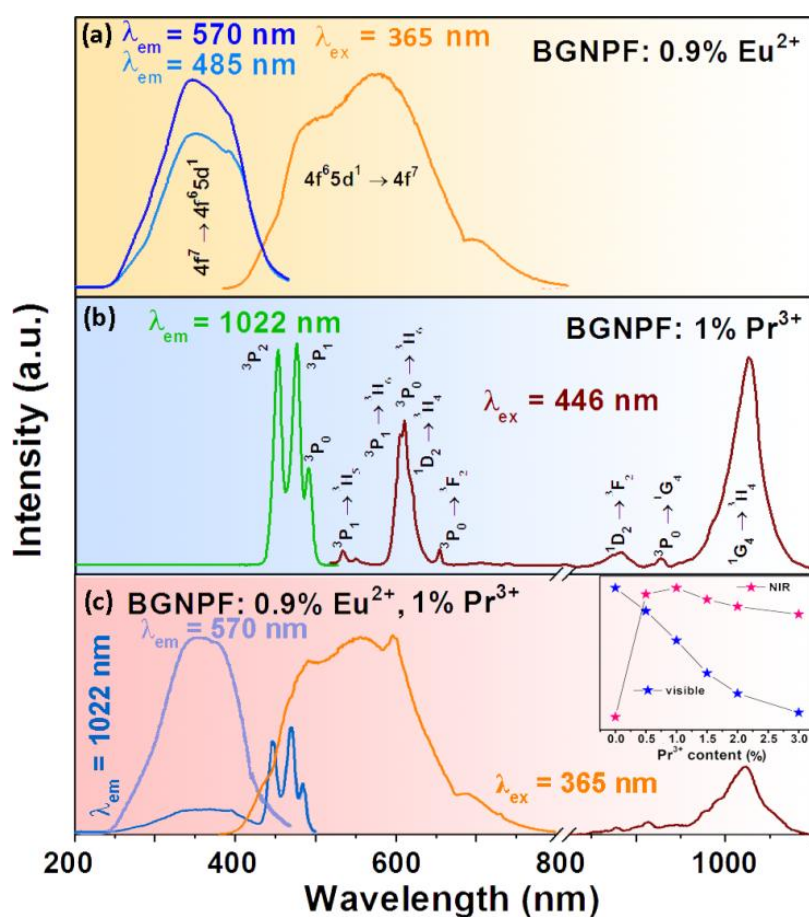 Intensity (a.u.)
(a)
λem = 570 nm
λem = 485 nm
λex = 365 nm
BGNPF: 0.9% Eu²⁺
4f⁷ → 4f⁶5d¹
4f⁶5d¹ → 4f⁷
(b)
λem = 1022 nm
BGNPF: 1% Pr³⁺
³P₂
³P₁
³P₀
λex = 446 nm
³P₁ → ³H₅
³P₁ → ³H₆
³P₀ → ³H₆
¹D₂ → ³H₄
³P₀ → ³F₂
¹D₂ → ³F₂
³P₀ → ¹G₄
¹G₄ → ³H₄
(c)
BGNPF: 0.9% Eu²⁺, 1% Pr³⁺
λem = 570 nm
λem = 1022 nm
λex = 365 nm
NIR
visible
0.0 0.5 1.0 1.5 2.0 2.5 3.0
Pr³⁺ content (%)
200 300 400 500 600 700 800 1000
Wavelength (nm)